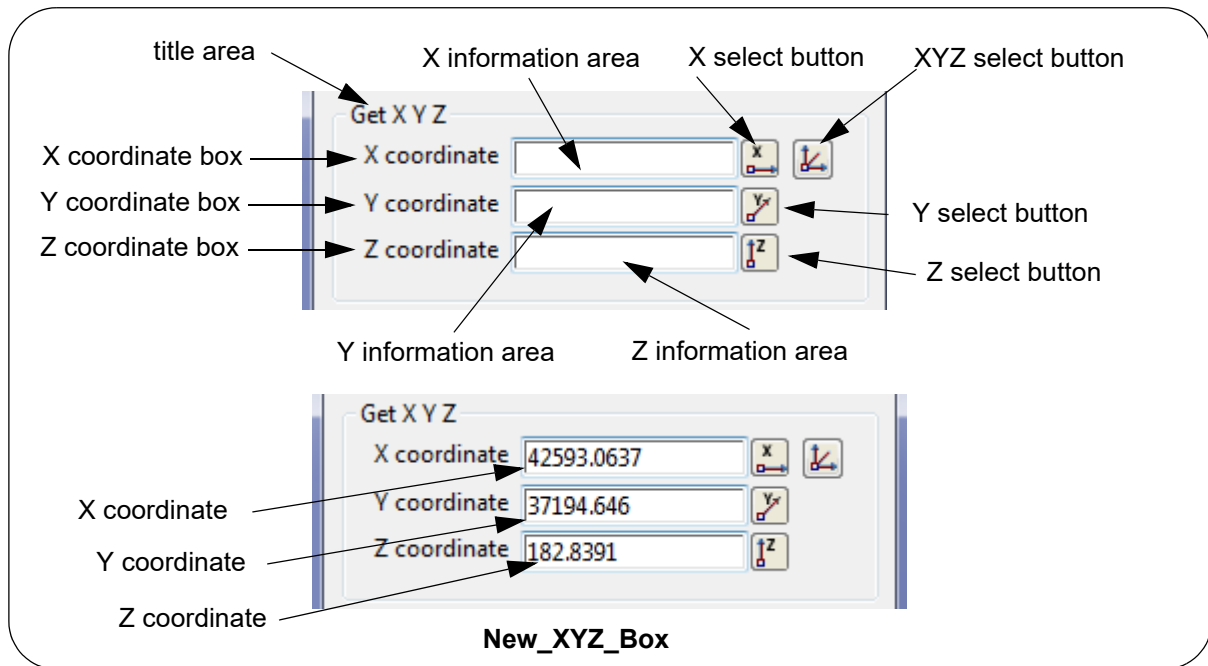 title area
X information area
X select button
XYZ select button
Get X Y Z
X coordinate box
X coordinate
X
Y coordinate box
Y coordinate
Y
Y select button
Z coordinate box
Z coordinate
Z
Z select button
Y information area
Z information area
Get X Y Z
X coordinate 42593.0637
X
X coordinate
Y coordinate 37194.646
Y
Y coordinate
Z coordinate 182.8391
Z
Z coordinate
New_XYZ_Box